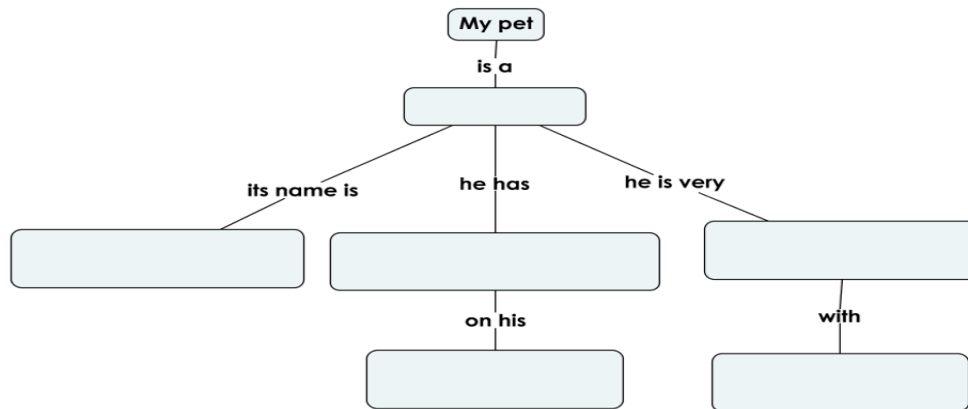 My pet
is a
its name is
he has
he is very
on his
with